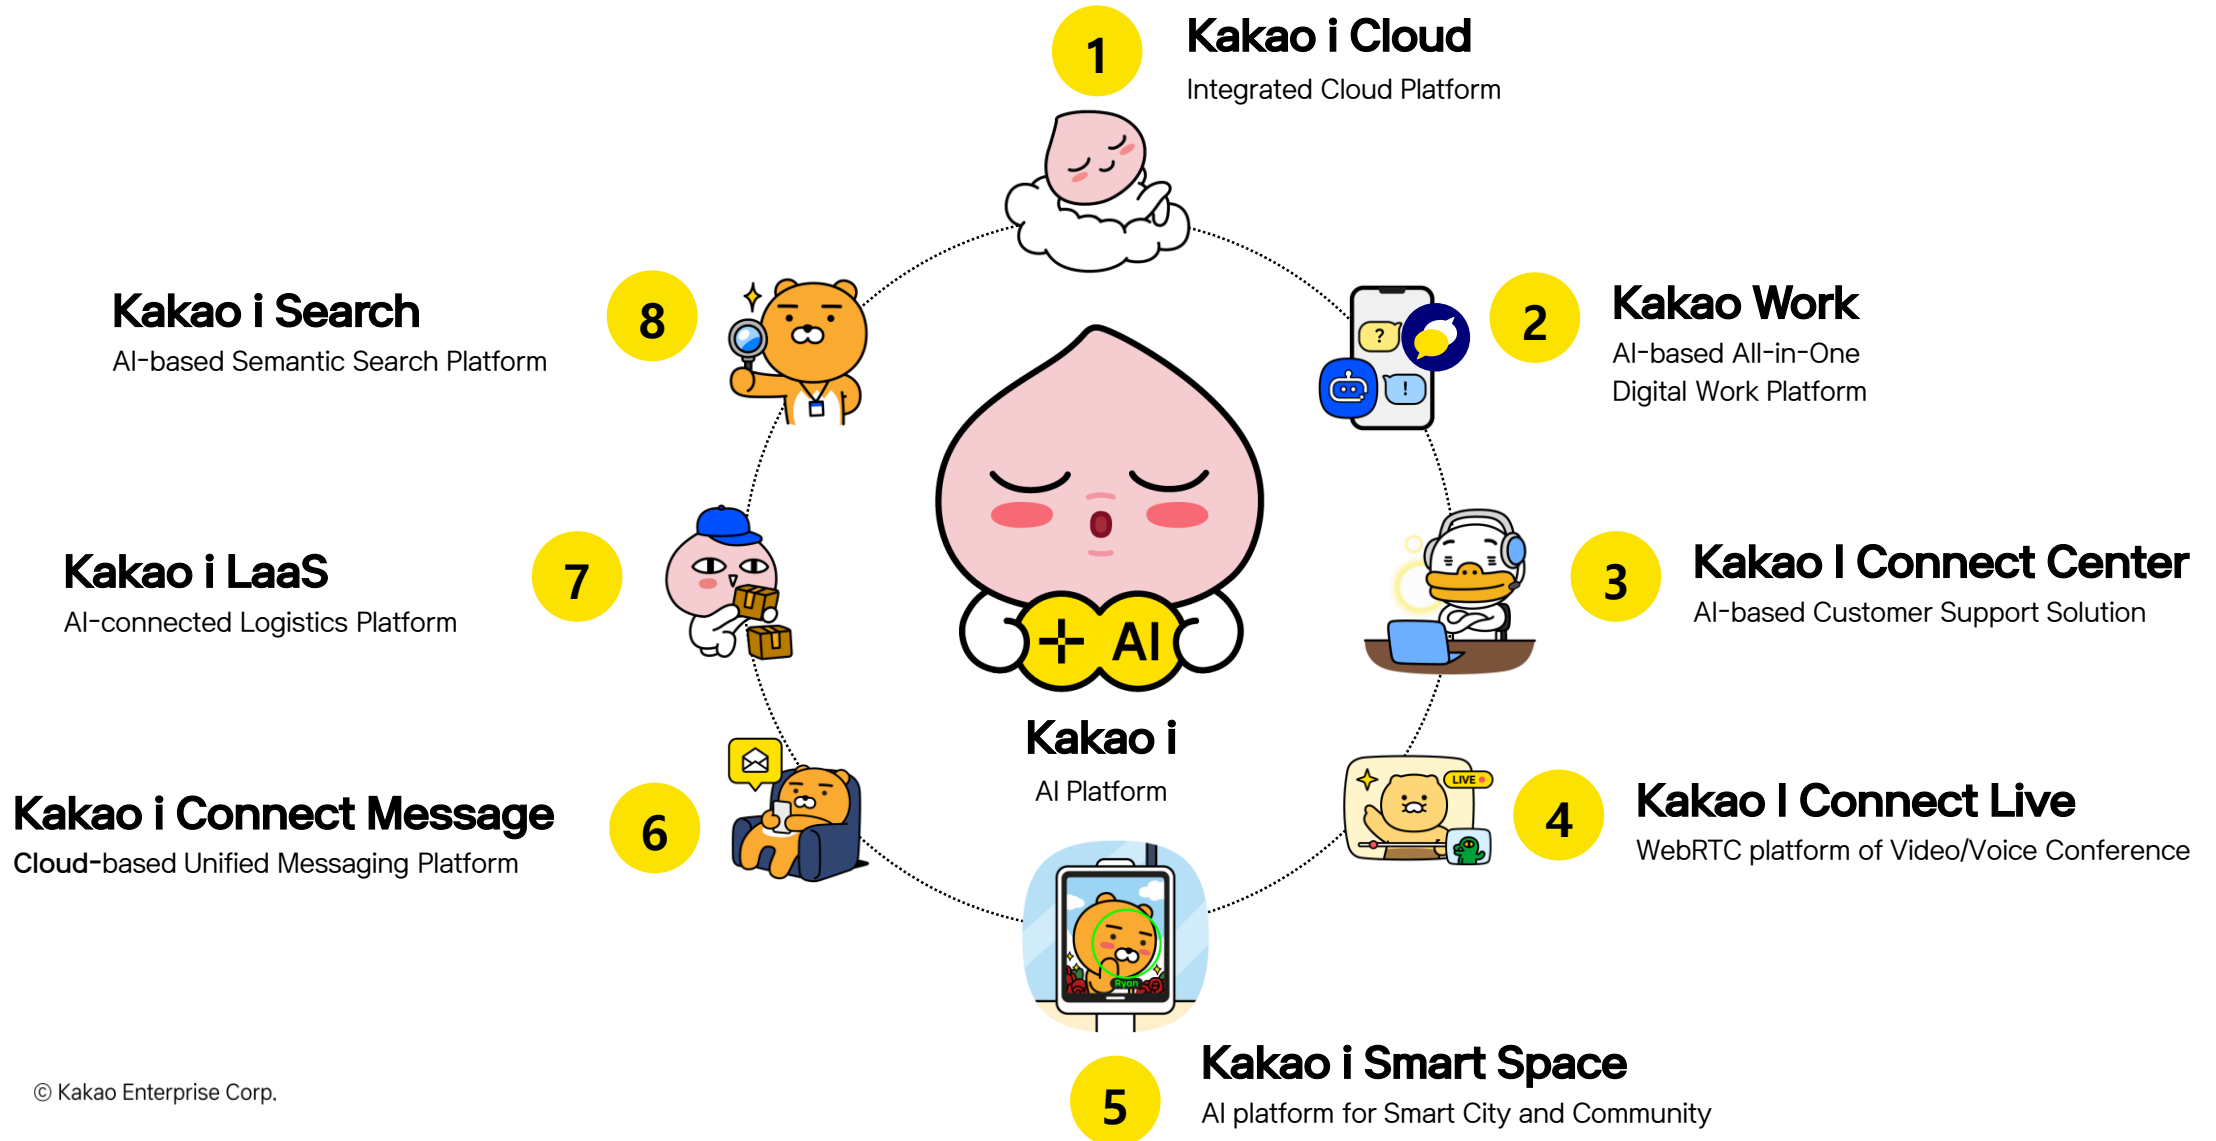 1
Kakao i Cloud
Integrated Cloud Platform
2
Kakao Work
AI-based All-in-One
Digital Work Platform
?
!
3
Kakao I Connect Center
AI-based Customer Support Solution
4
Kakao I Connect Live
WebRTC platform of Video/Voice Conference
LIVE
5
Kakao i Smart Space
AI platform for Smart City and Community
Ryan
6
Kakao i Connect Message
Cloud-based Unified Messaging Platform
7
Kakao i LaaS
AI-connected Logistics Platform
8
Kakao i Search
AI-based Semantic Search Platform
+ AI
Kakao i
AI Platform
© Kakao Enterprise Corp.